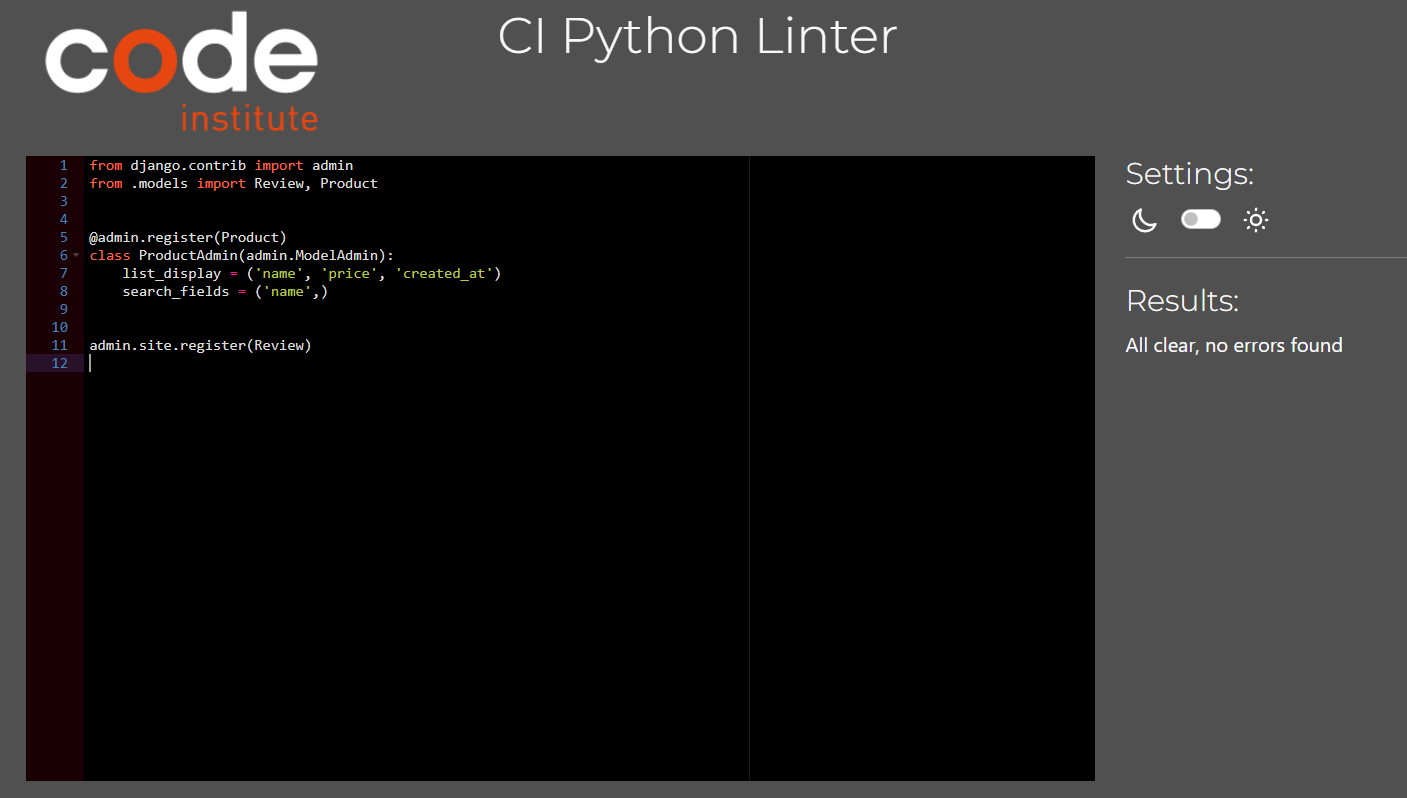 code
institute
CI Python Linter
1 from django.contrib import admin
2 from .models import Review, Product
3
4
5 @admin.register(Product)
6 class ProductAdmin(admin.ModelAdmin):
7     list_display = ('name', 'price', 'created_at')
8     search_fields = ('name',)
9
10
11 admin.site.register(Review)
12
Settings:
Results:
All clear, no errors found